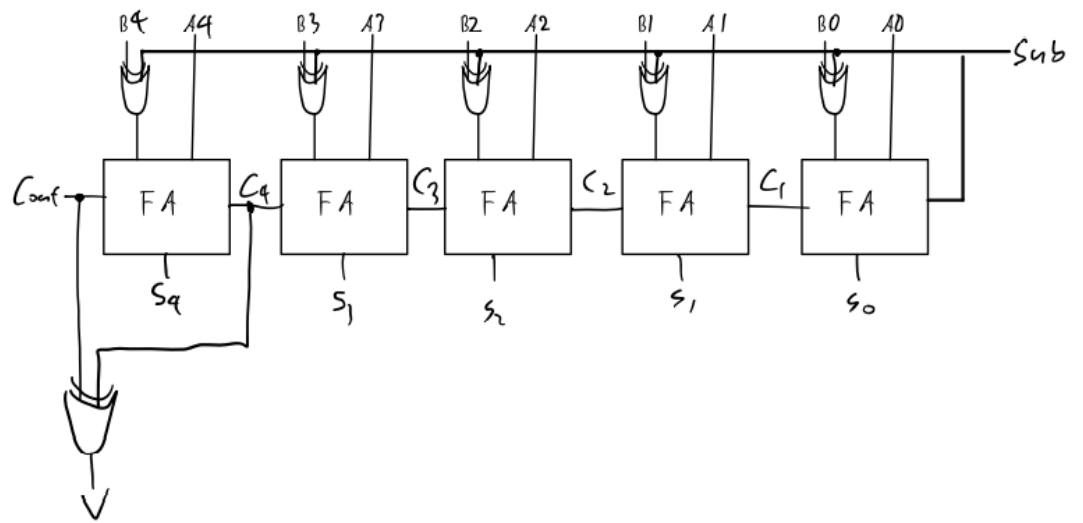 B4 A4 B3 A3 B2 A2 B1 A1 B0 A0
Sub
Cout FA C4 FA C3 FA C2 FA C1 FA
S4 S3 S2 S1 S0
V